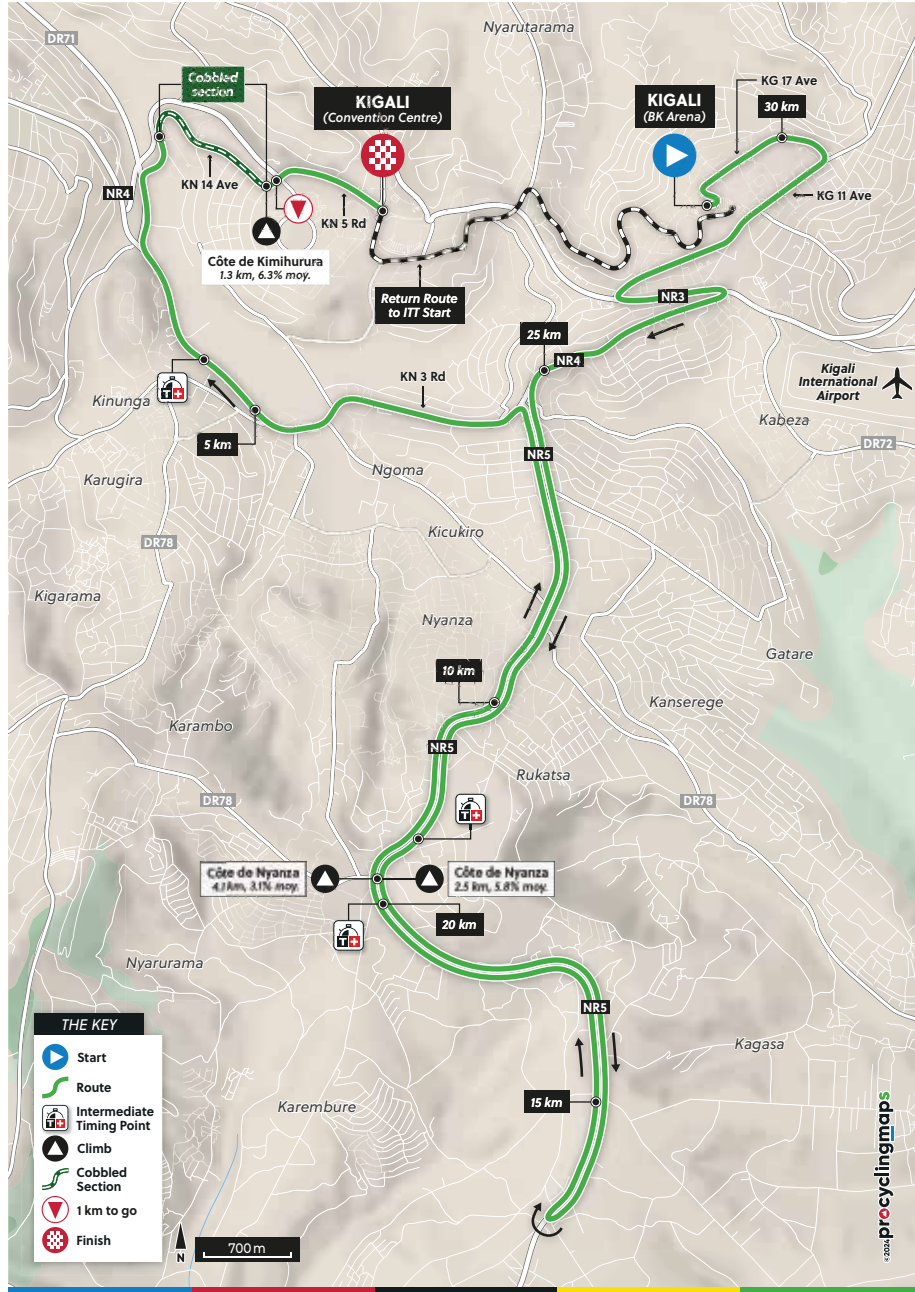 Nyarutarama
DR71
Cobbled
section
KIGALI
(Convention Centre)
KIGALI
(BK Arena)
KG 17 Ave
30 km
KN 14 Ave
NR4
KN 5 Rd
KG 11 Ave
Côte de Kimihurura
1.3 km, 6.3% moy.
Return Route
to ITT Start
NR3
25 km
NR4
KN 3 Rd
Kigali
International
Airport
Kinunga
T
5 km
Kabeza
DR72
NR5
Karugira
Ngoma
Kicukiro
DR78
Kigarama
Nyanza
Gatare
10 km
Kanserege
Karambo
NR5
Rukatsa
DR78
T
DR78
Côte de Nyanza
4.1 km, 3.1% moy.
Côte de Nyanza
2.5 km, 5.8% moy.
20 km
T
Nyarurama
NR5
Kagasa
15 km
Karembure
THE KEY
Start
Route
T
Intermediate
Timing Point
Climb
Cobbled
Section
1 km to go
Finish
N
700 m
©2024 procyclingmaps